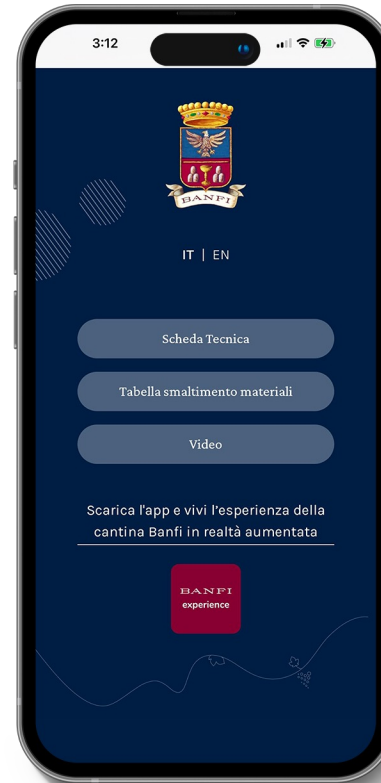 3:12
BANFI
IT | EN
Scheda Tecnica
Tabella smaltimento materiali
Video
Scarica l'app e vivi l’esperienza della
cantina Banfi in realtà aumentata
BANFI
experience